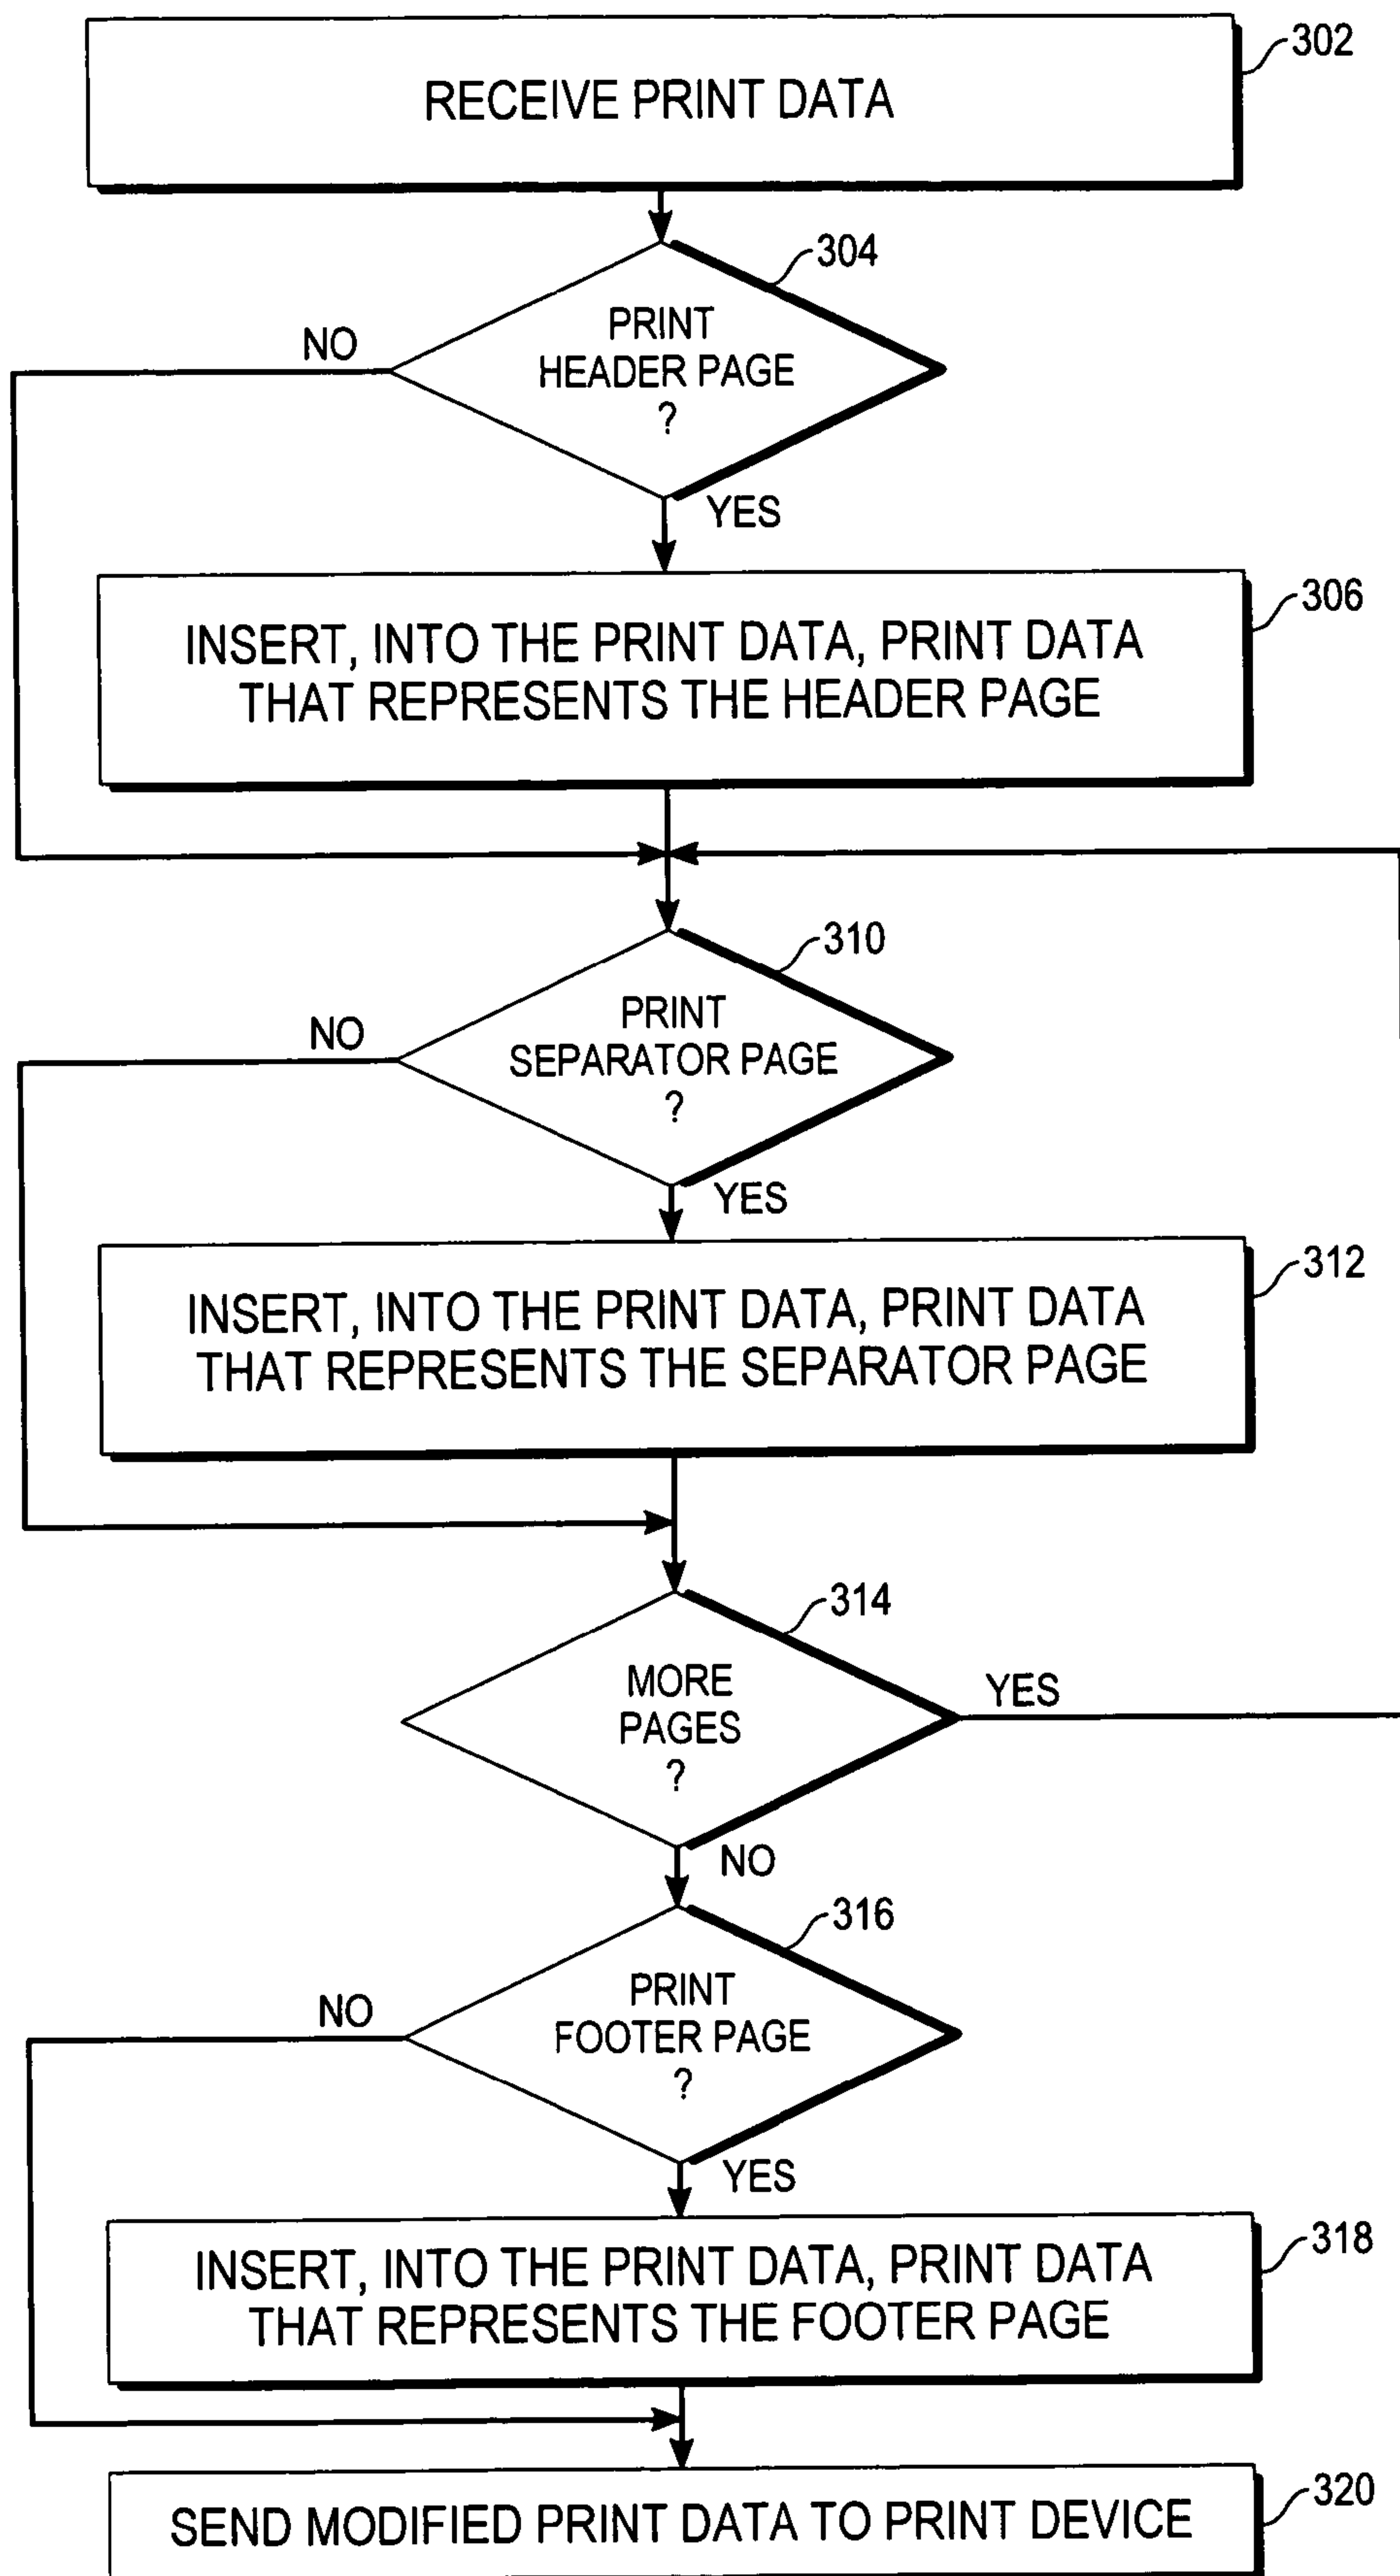 RECEIVE PRINT DATA
302
304
PRINT
HEADER PAGE
?
NO
YES
306
INSERT, INTO THE PRINT DATA, PRINT DATA
THAT REPRESENTS THE HEADER PAGE
310
PRINT
SEPARATOR PAGE
?
NO
YES
312
INSERT, INTO THE PRINT DATA, PRINT DATA
THAT REPRESENTS THE SEPARATOR PAGE
314
MORE
PAGES
?
YES
NO
316
PRINT
FOOTER PAGE
?
NO
YES
318
INSERT, INTO THE PRINT DATA, PRINT DATA
THAT REPRESENTS THE FOOTER PAGE
320
SEND MODIFIED PRINT DATA TO PRINT DEVICE